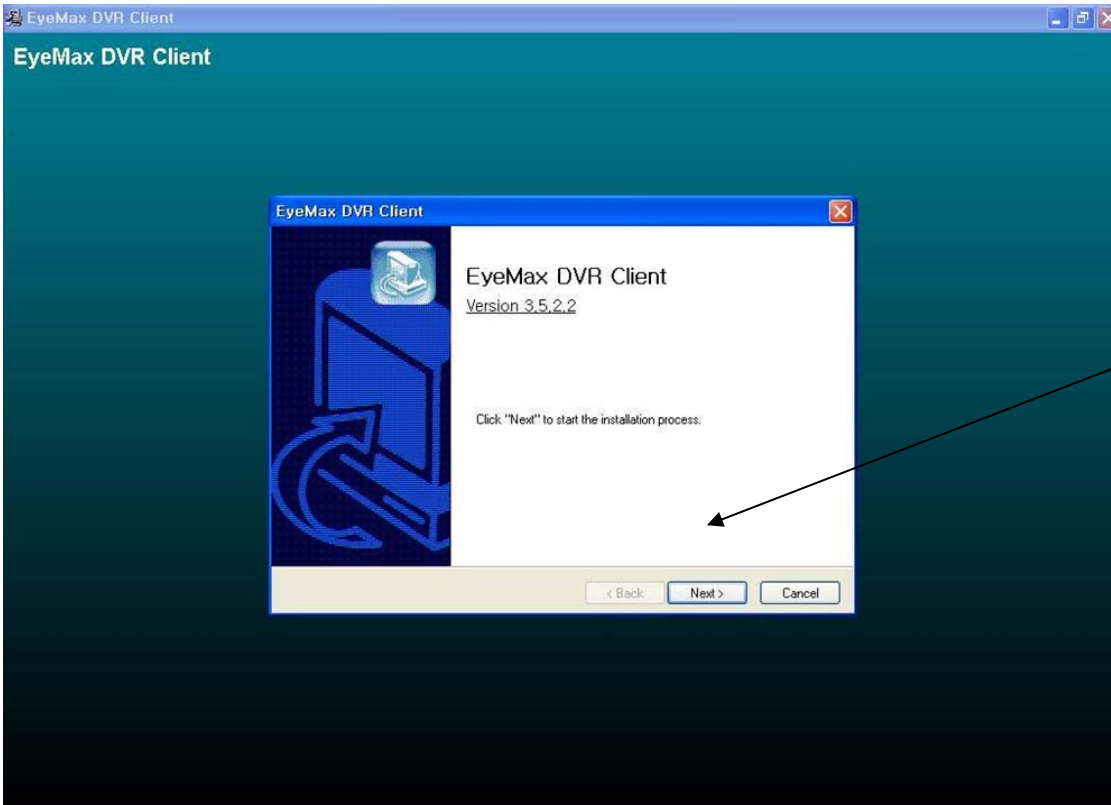 EyeMax DVR Client
EyeMax DVR Client
EyeMax DVR Client
EyeMax DVR Client
Version 3,5,2,2
Click "Next" to start the installation process.
< Back Next > Cancel